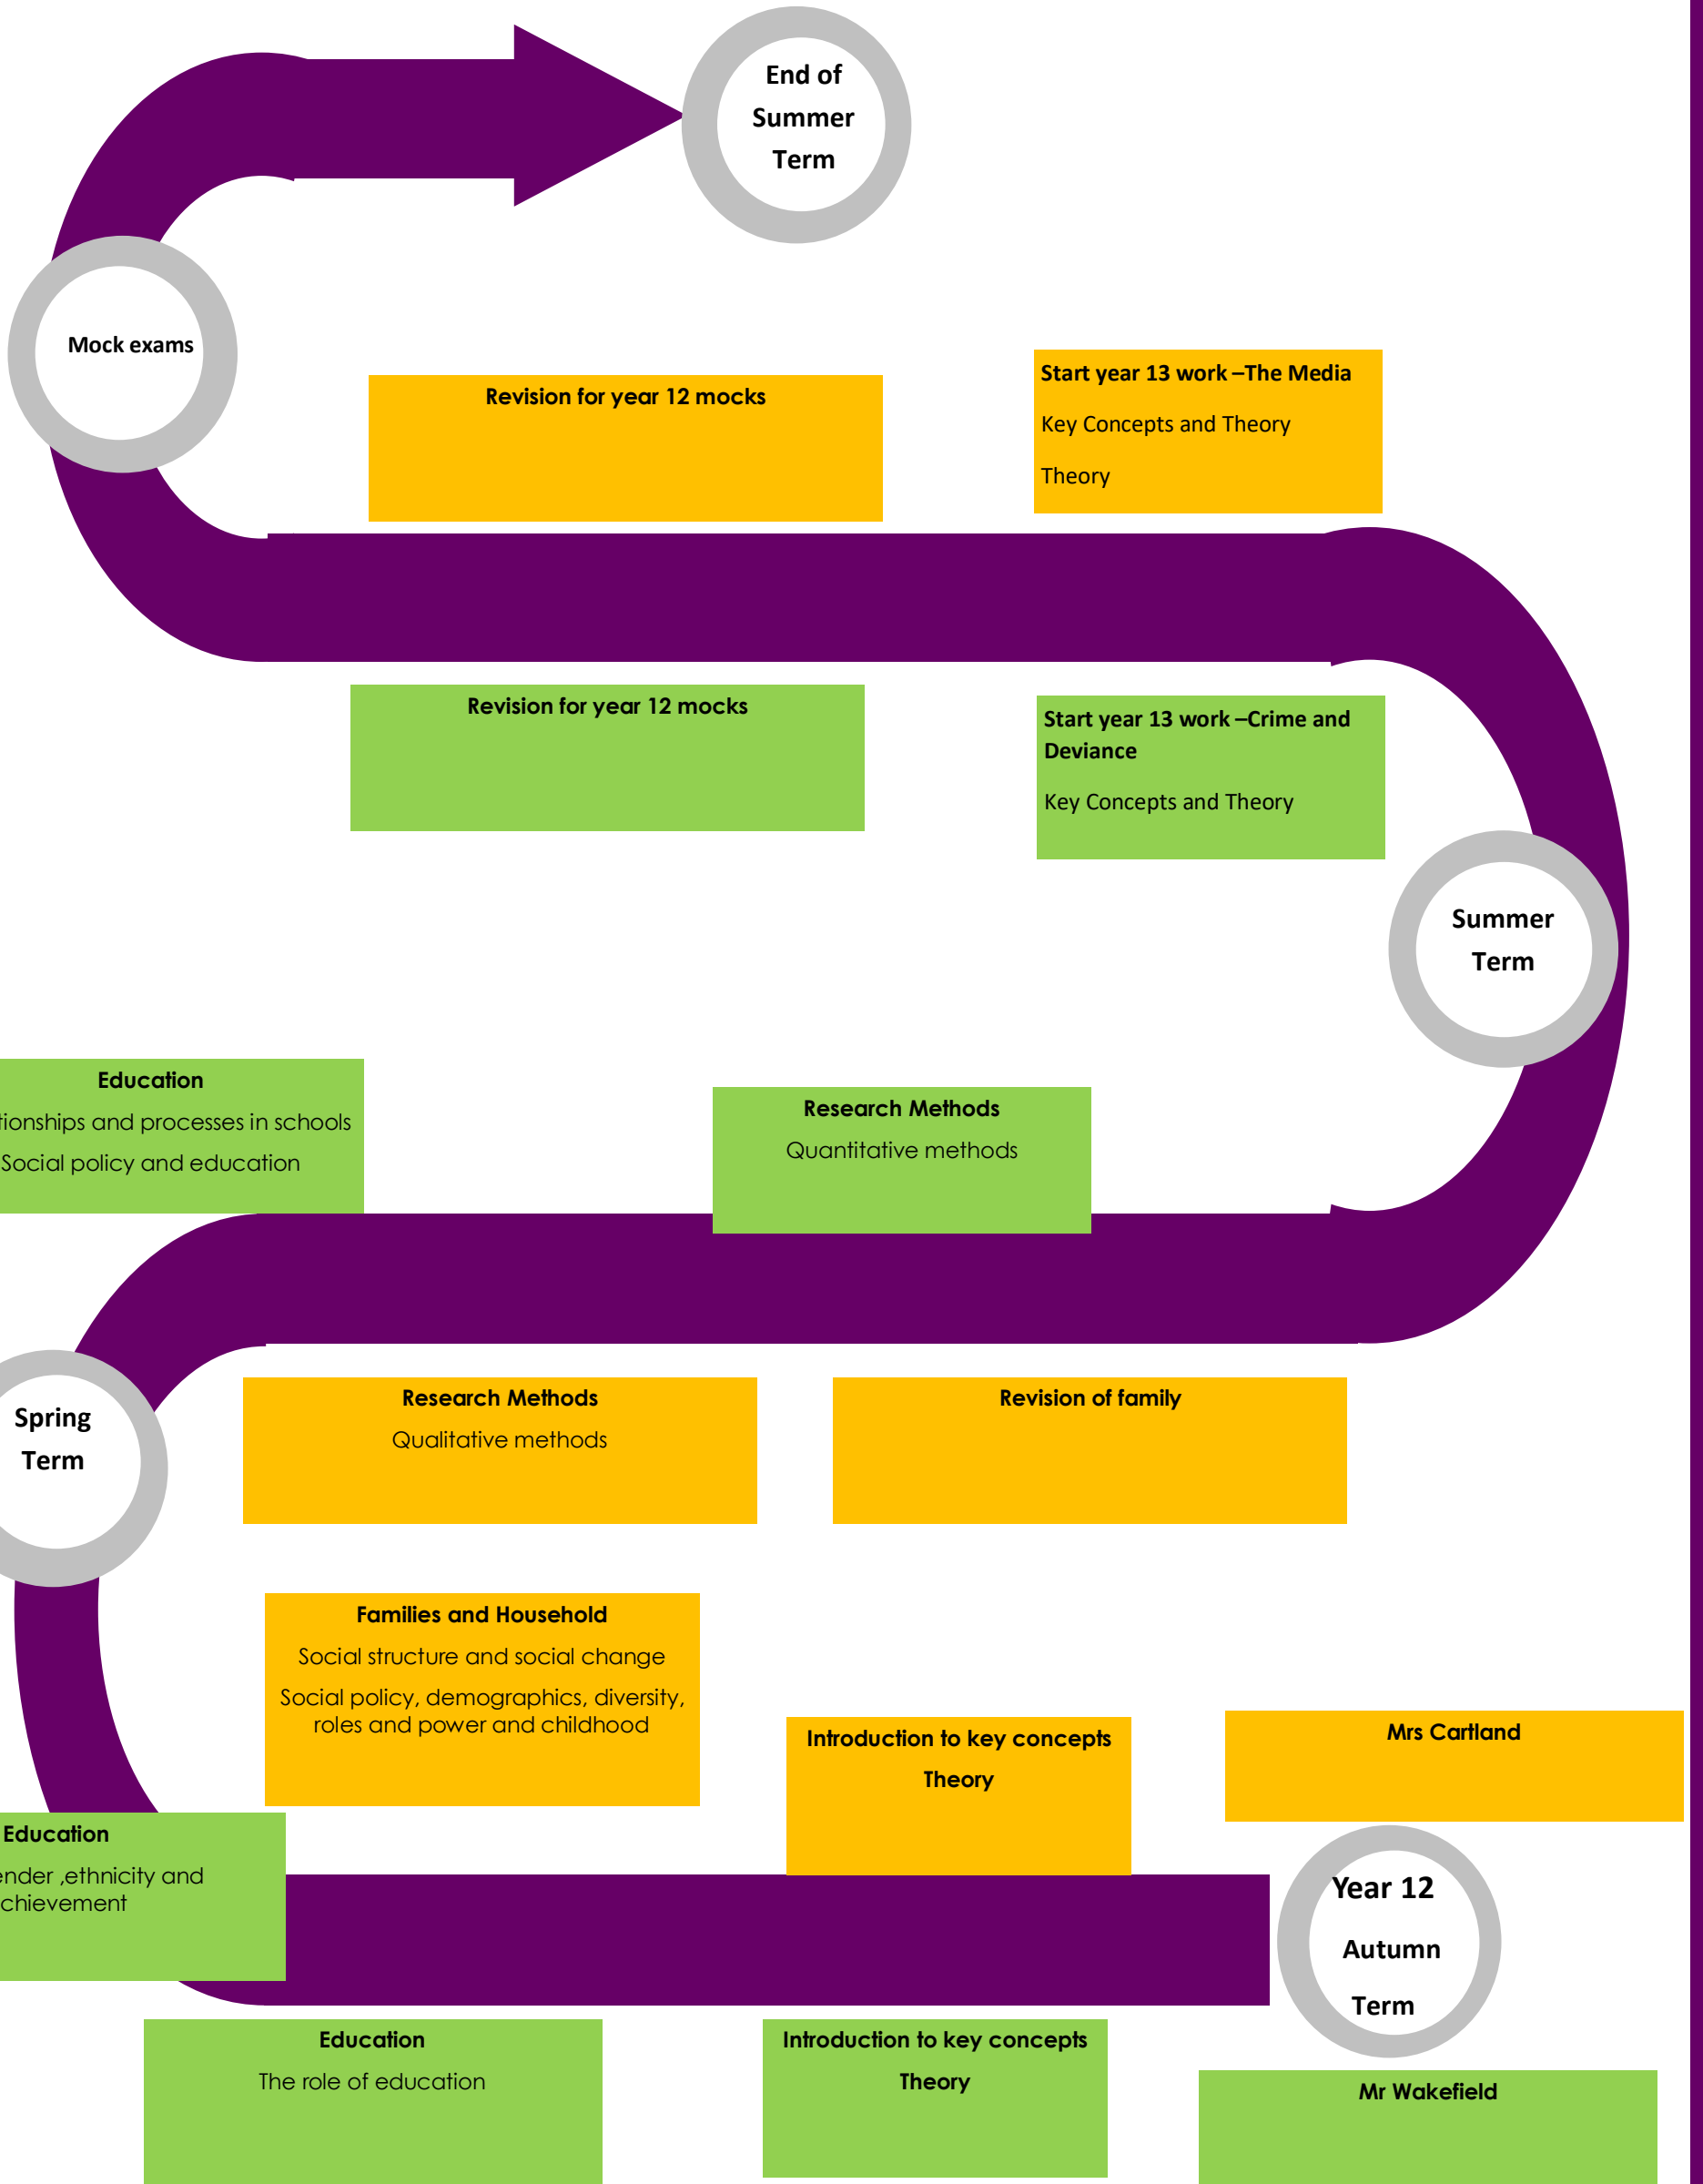 End of
Summer
Term
Mock exams
Revision for year 12 mocks
Start year 13 work –The Media
Key Concepts and Theory
Theory
Revision for year 12 mocks
Start year 13 work –Crime and
Deviance
Key Concepts and Theory
Summer
Term
Education
tionships and processes in schools
Social policy and education
Research Methods
Quantitative methods
Spring
Term
Research Methods
Qualitative methods
Revision of family
Families and Household
Social structure and social change
Social policy, demographics, diversity,
roles and power and childhood
Introduction to key concepts
Theory
Mrs Cartland
Education
ender ,ethnicity and
chievement
Year 12
Autumn
Term
Education
The role of education
Introduction to key concepts
Theory
Mr Wakefield